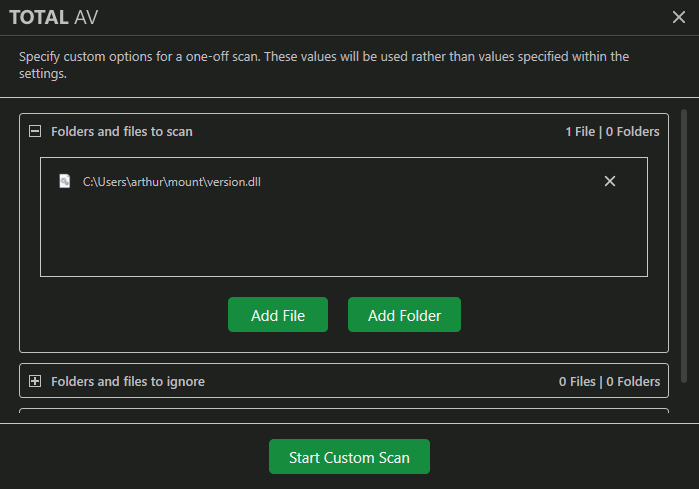 TOTAL AV
Specify custom options for a one-off scan. These values will be used rather than values specified within the
settings.
Folders and files to scan 1 File | 0 Folders
C:\Users\arthur\mount\version.dll
Add File Add Folder
Folders and files to ignore 0 Files | 0 Folders
Start Custom Scan